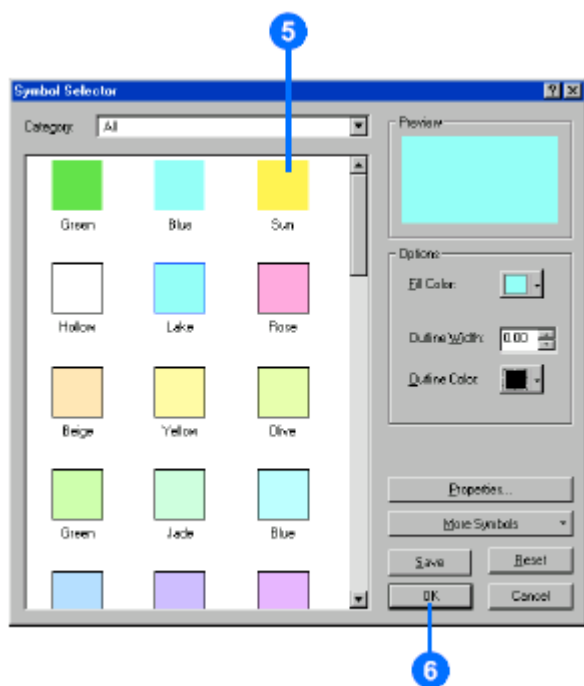 5
Symbol Selector
Category: All
Green Blue Sun
Hollow Lake Rose
Beige Yellow Olive
Green Jade Blue
Preview
Options
Fill Color:
Outline Width: 0.00
Outline Color:
Properties...
More Symbols
Save Reset
OK Cancel
6